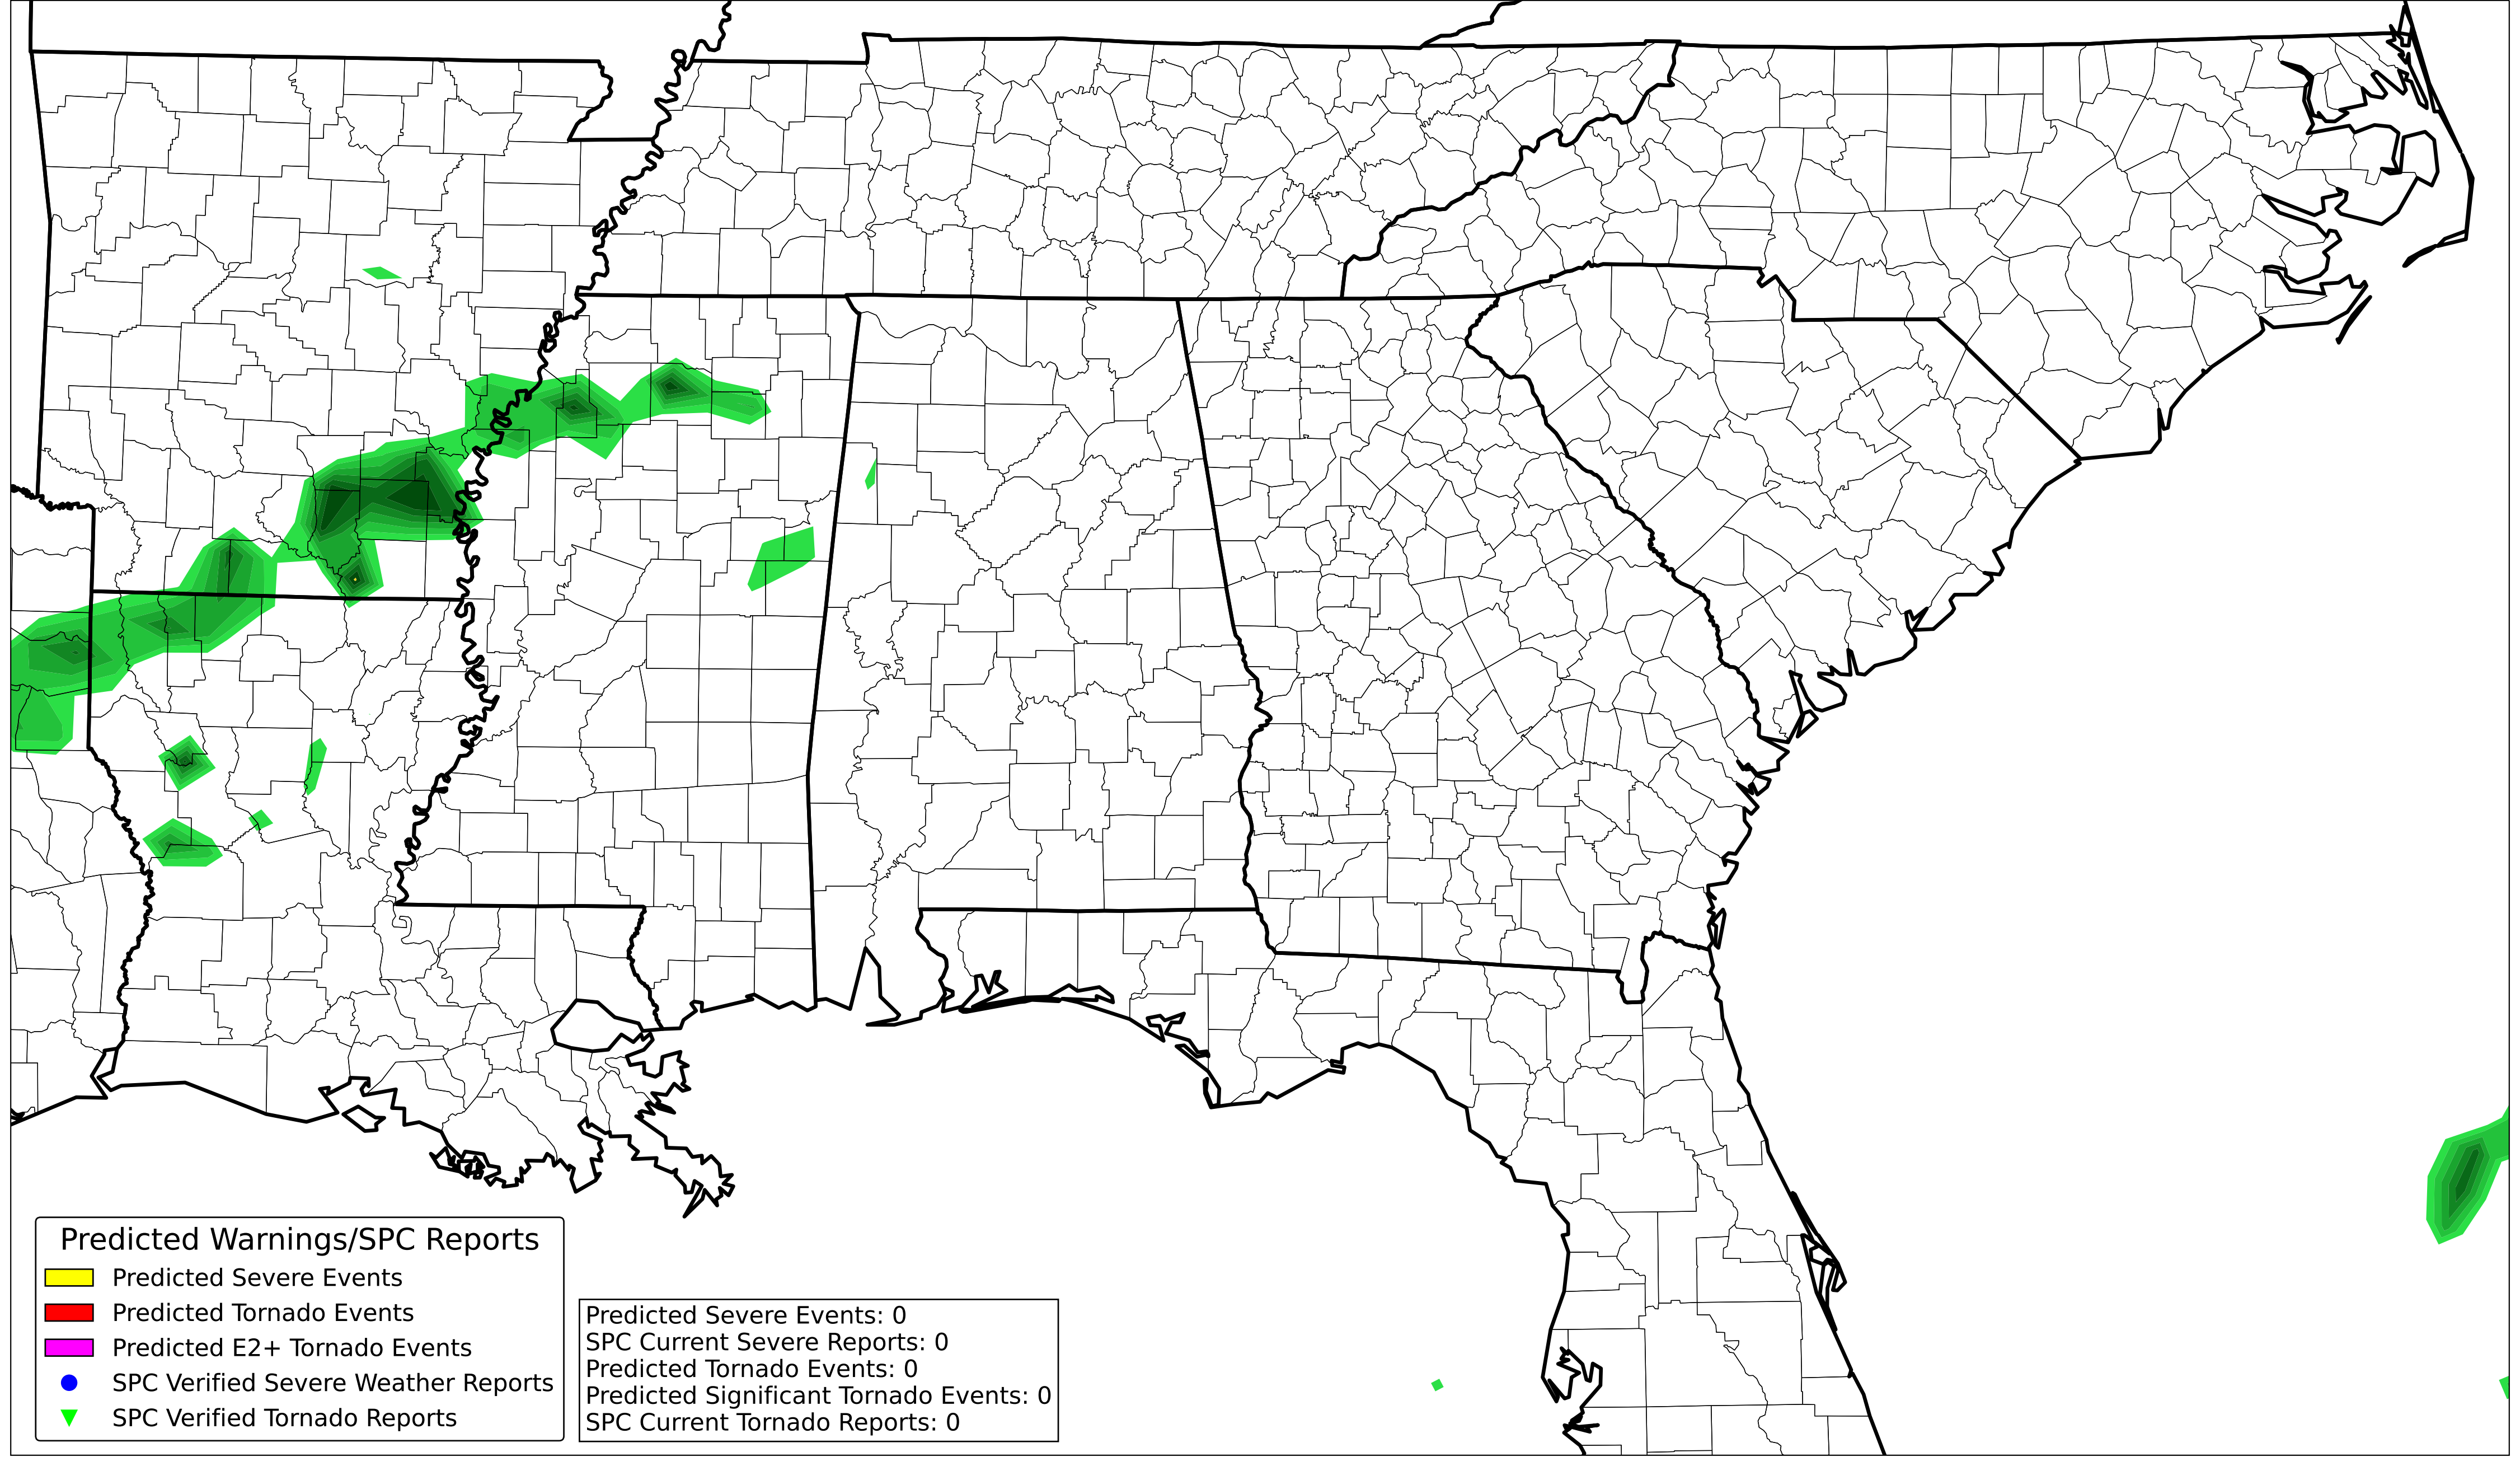 Predicted Warnings/SPC Reports
Predicted Severe Events
Predicted Tornado Events
Predicted E2+ Tornado Events
SPC Verified Severe Weather Reports
SPC Verified Tornado Reports
Predicted Severe Events: 0
SPC Current Severe Reports: 0
Predicted Tornado Events: 0
Predicted Significant Tornado Events: 0
SPC Current Tornado Reports: 0